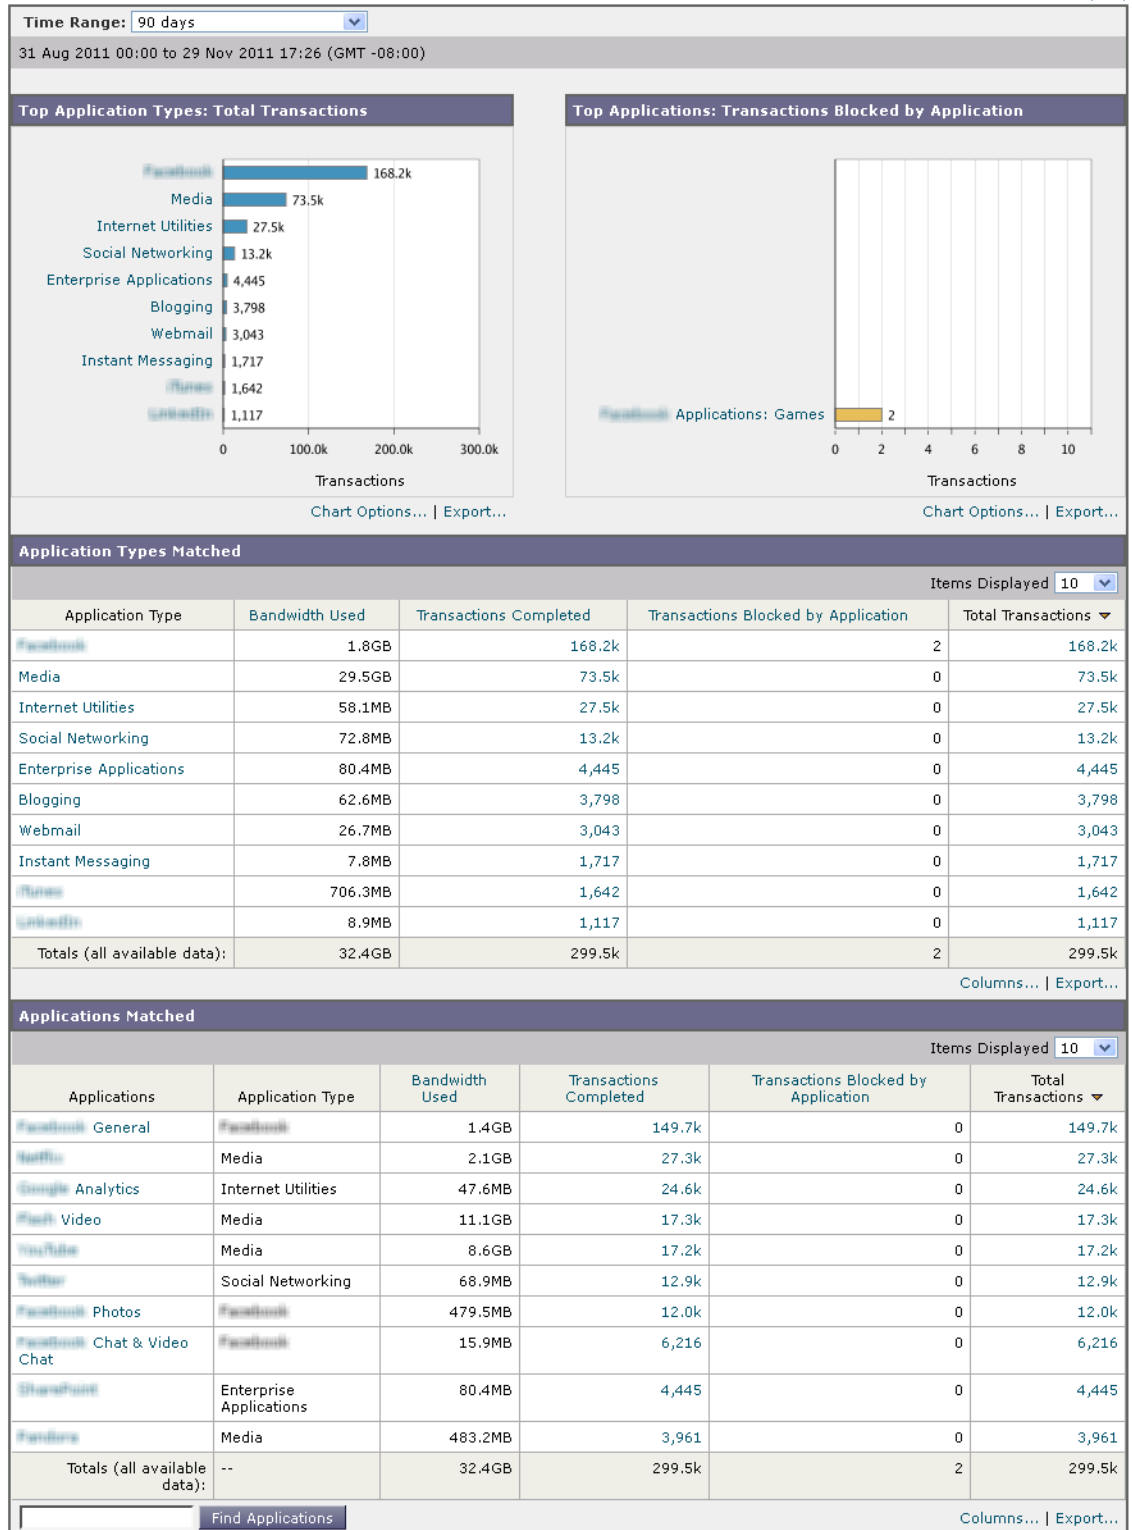 Time Range: 90 days
31 Aug 2011 00:00 to 29 Nov 2011 17:26 (GMT -08:00)
Top Application Types: Total Transactions
168.2k
Media 73.5k
Internet Utilities 27.5k
Social Networking 13.2k
Enterprise Applications 4,445
Blogging 3,798
Webmail 3,043
Instant Messaging 1,717
1,642
1,117
0 100.0k 200.0k 300.0k
Transactions
Chart Options... | Export...
Top Applications: Transactions Blocked by Application
Applications: Games 2
0 2 4 6 8 10
Transactions
Chart Options... | Export...
Application Types Matched
Items Displayed 10
Application Type Bandwidth Used Transactions Completed Transactions Blocked by Application Total Transactions
1.8GB 168.2k 2 168.2k
Media 29.5GB 73.5k 0 73.5k
Internet Utilities 58.1MB 27.5k 0 27.5k
Social Networking 72.8MB 13.2k 0 13.2k
Enterprise Applications 80.4MB 4,445 0 4,445
Blogging 62.6MB 3,798 0 3,798
Webmail 26.7MB 3,043 0 3,043
Instant Messaging 7.8MB 1,717 0 1,717
706.3MB 1,642 0 1,642
8.9MB 1,117 0 1,117
Totals (all available data): 32.4GB 299.5k 2 299.5k
Columns... | Export...
Applications Matched
Items Displayed 10
Applications Application Type Bandwidth Used Transactions Completed Transactions Blocked by Application Total Transactions
General 1.4GB 149.7k 0 149.7k
Media 2.1GB 27.3k 0 27.3k
Analytics Internet Utilities 47.6MB 24.6k 0 24.6k
Video Media 11.1GB 17.3k 0 17.3k
Media 8.6GB 17.2k 0 17.2k
Social Networking 68.9MB 12.9k 0 12.9k
Photos 479.5MB 12.0k 0 12.0k
Chat & Video Chat 15.9MB 6,216 0 6,216
Enterprise Applications 80.4MB 4,445 0 4,445
Media 483.2MB 3,961 0 3,961
Totals (all available data): -- 32.4GB 299.5k 2 299.5k
Find Applications
Columns... | Export...